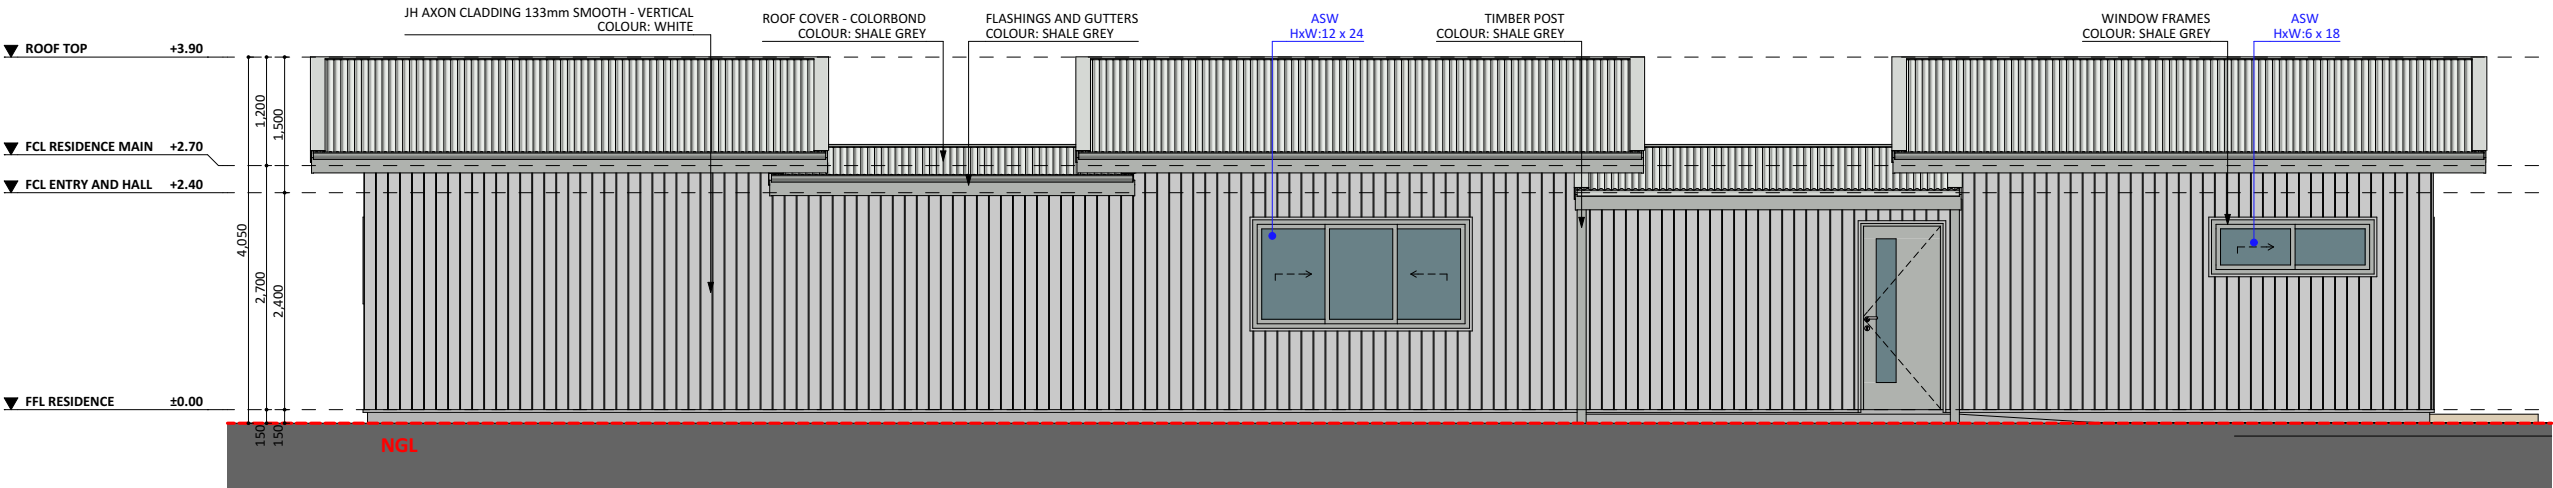 JH AXON CLADDING 133mm SMOOTH - VERTICAL
COLOUR: WHITE
ROOF COVER - COLORBOND
COLOUR: SHALE GREY
FLASHINGS AND GUTTERS
COLOUR: SHALE GREY
ASW
HxW:12 x 24
TIMBER POST
COLOUR: SHALE GREY
WINDOW FRAMES
COLOUR: SHALE GREY
ASW
HxW:6 x 18
ROOF TOP +3.90
FCL RESIDENCE MAIN +2.70
FCL ENTRY AND HALL +2.40
FFL RESIDENCE ±0.00
4,050
1,200
2,700
150
1,500
2,400
150
NGL